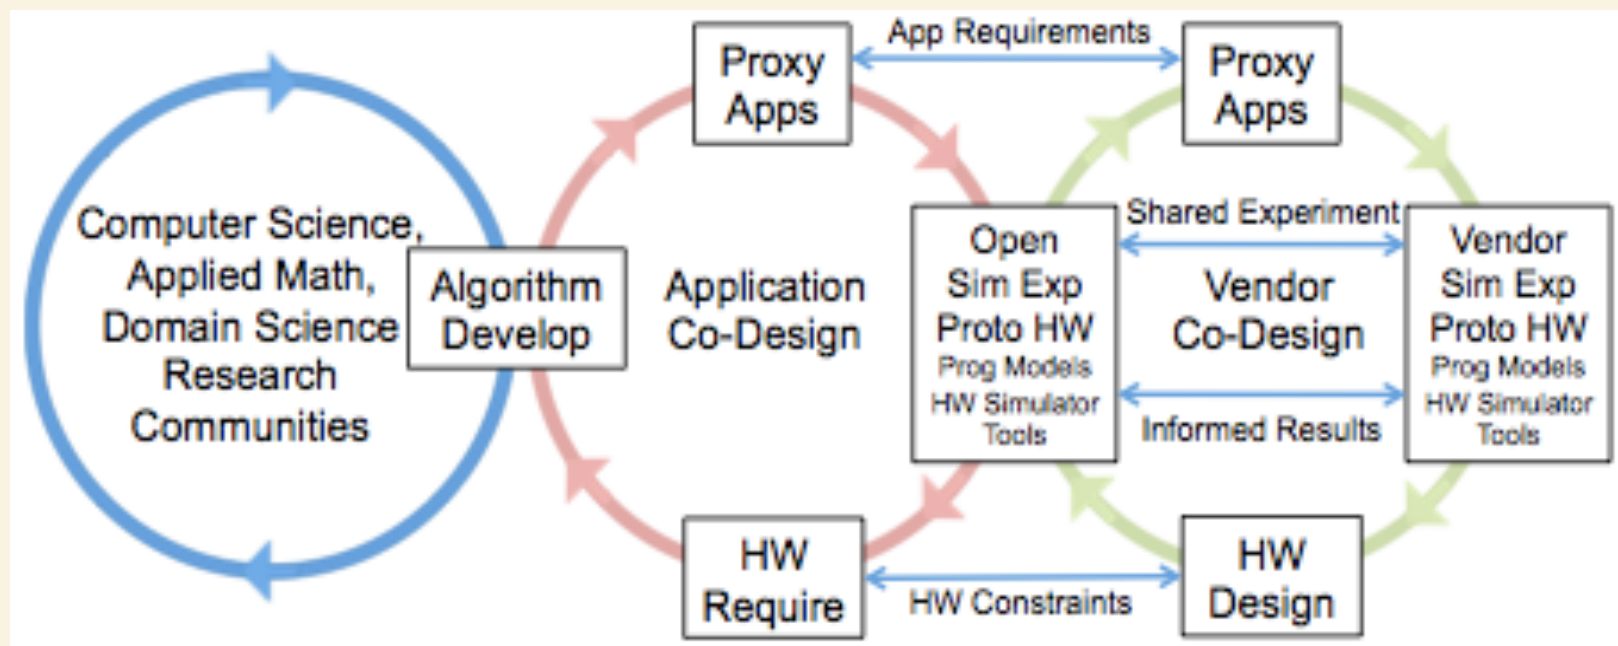 Computer Science,
Applied Math,
Domain Science
Research
Communities
Algorithm
Develop
Proxy
Apps
Application
Co-Design
HW
Require
App Requirements
Open
Sim Exp
Proto HW
Prog Models
HW Simulator
Tools
HW Constraints
Proxy
Apps
Shared Experiment
Vendor
Co-Design
Informed Results
HW
Design
Vendor
Sim Exp
Proto HW
Prog Models
HW Simulator
Tools